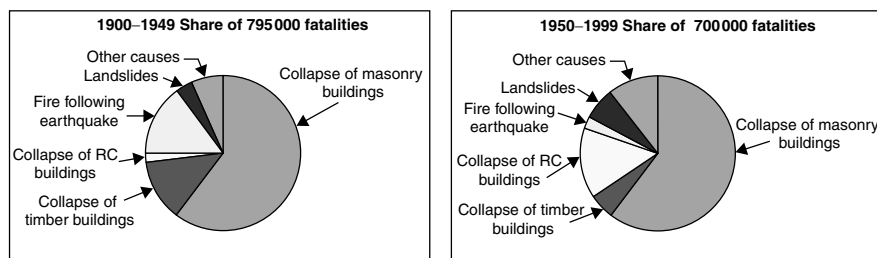 1900–1949 Share of 795 000 fatalities
Other causes
Landslides
Collapse of masonry
buildings
Fire following
earthquake
Collapse of RC
buildings
Collapse of
timber buildings
1950–1999 Share of 700 000 fatalities
Other causes
Landslides
Fire following
earthquake
Collapse of masonry
buildings
Collapse of RC
buildings
Collapse of timber
buildings